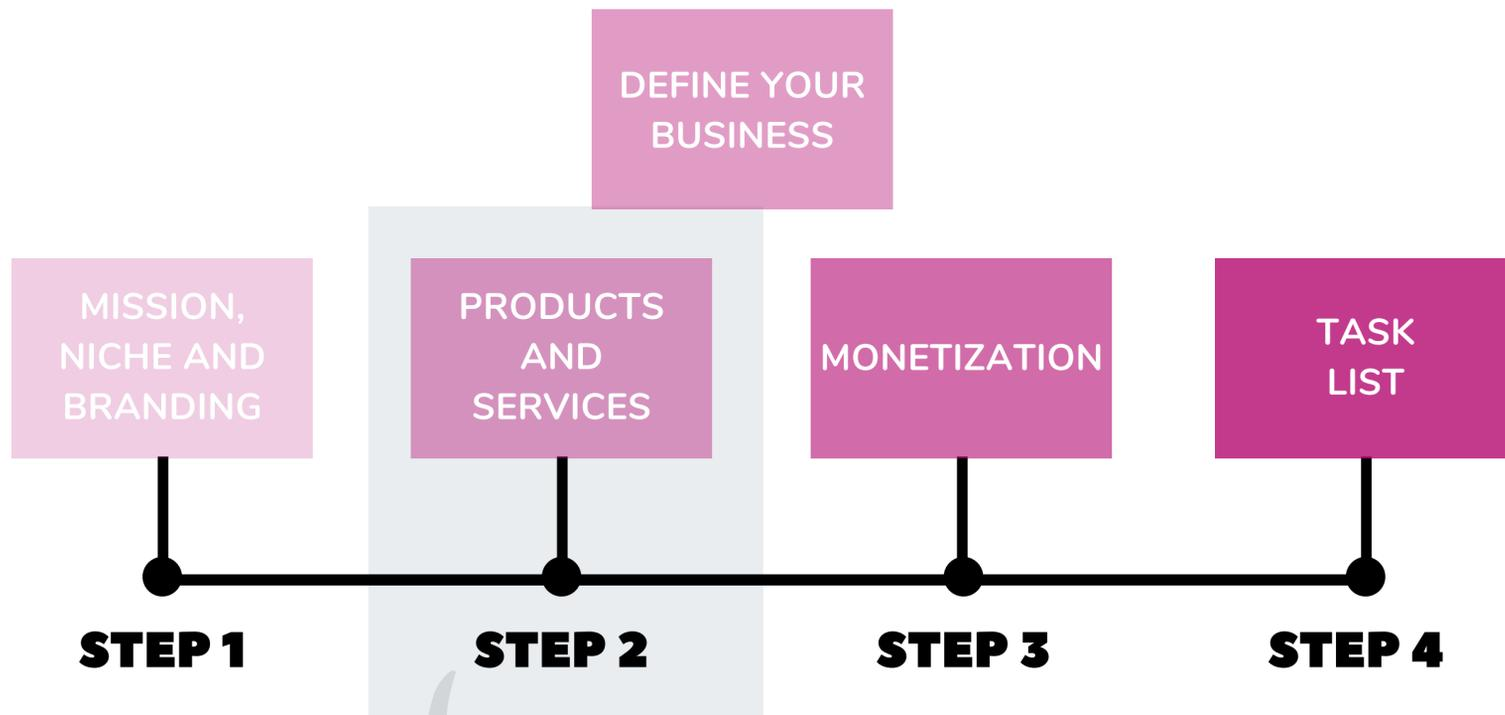 DEFINE YOUR
BUSINESS
MISSION,
NICHE AND
BRANDING
PRODUCTS
AND
SERVICES
MONETIZATION
TASK
LIST
STEP 1
STEP 2
STEP 3
STEP 4